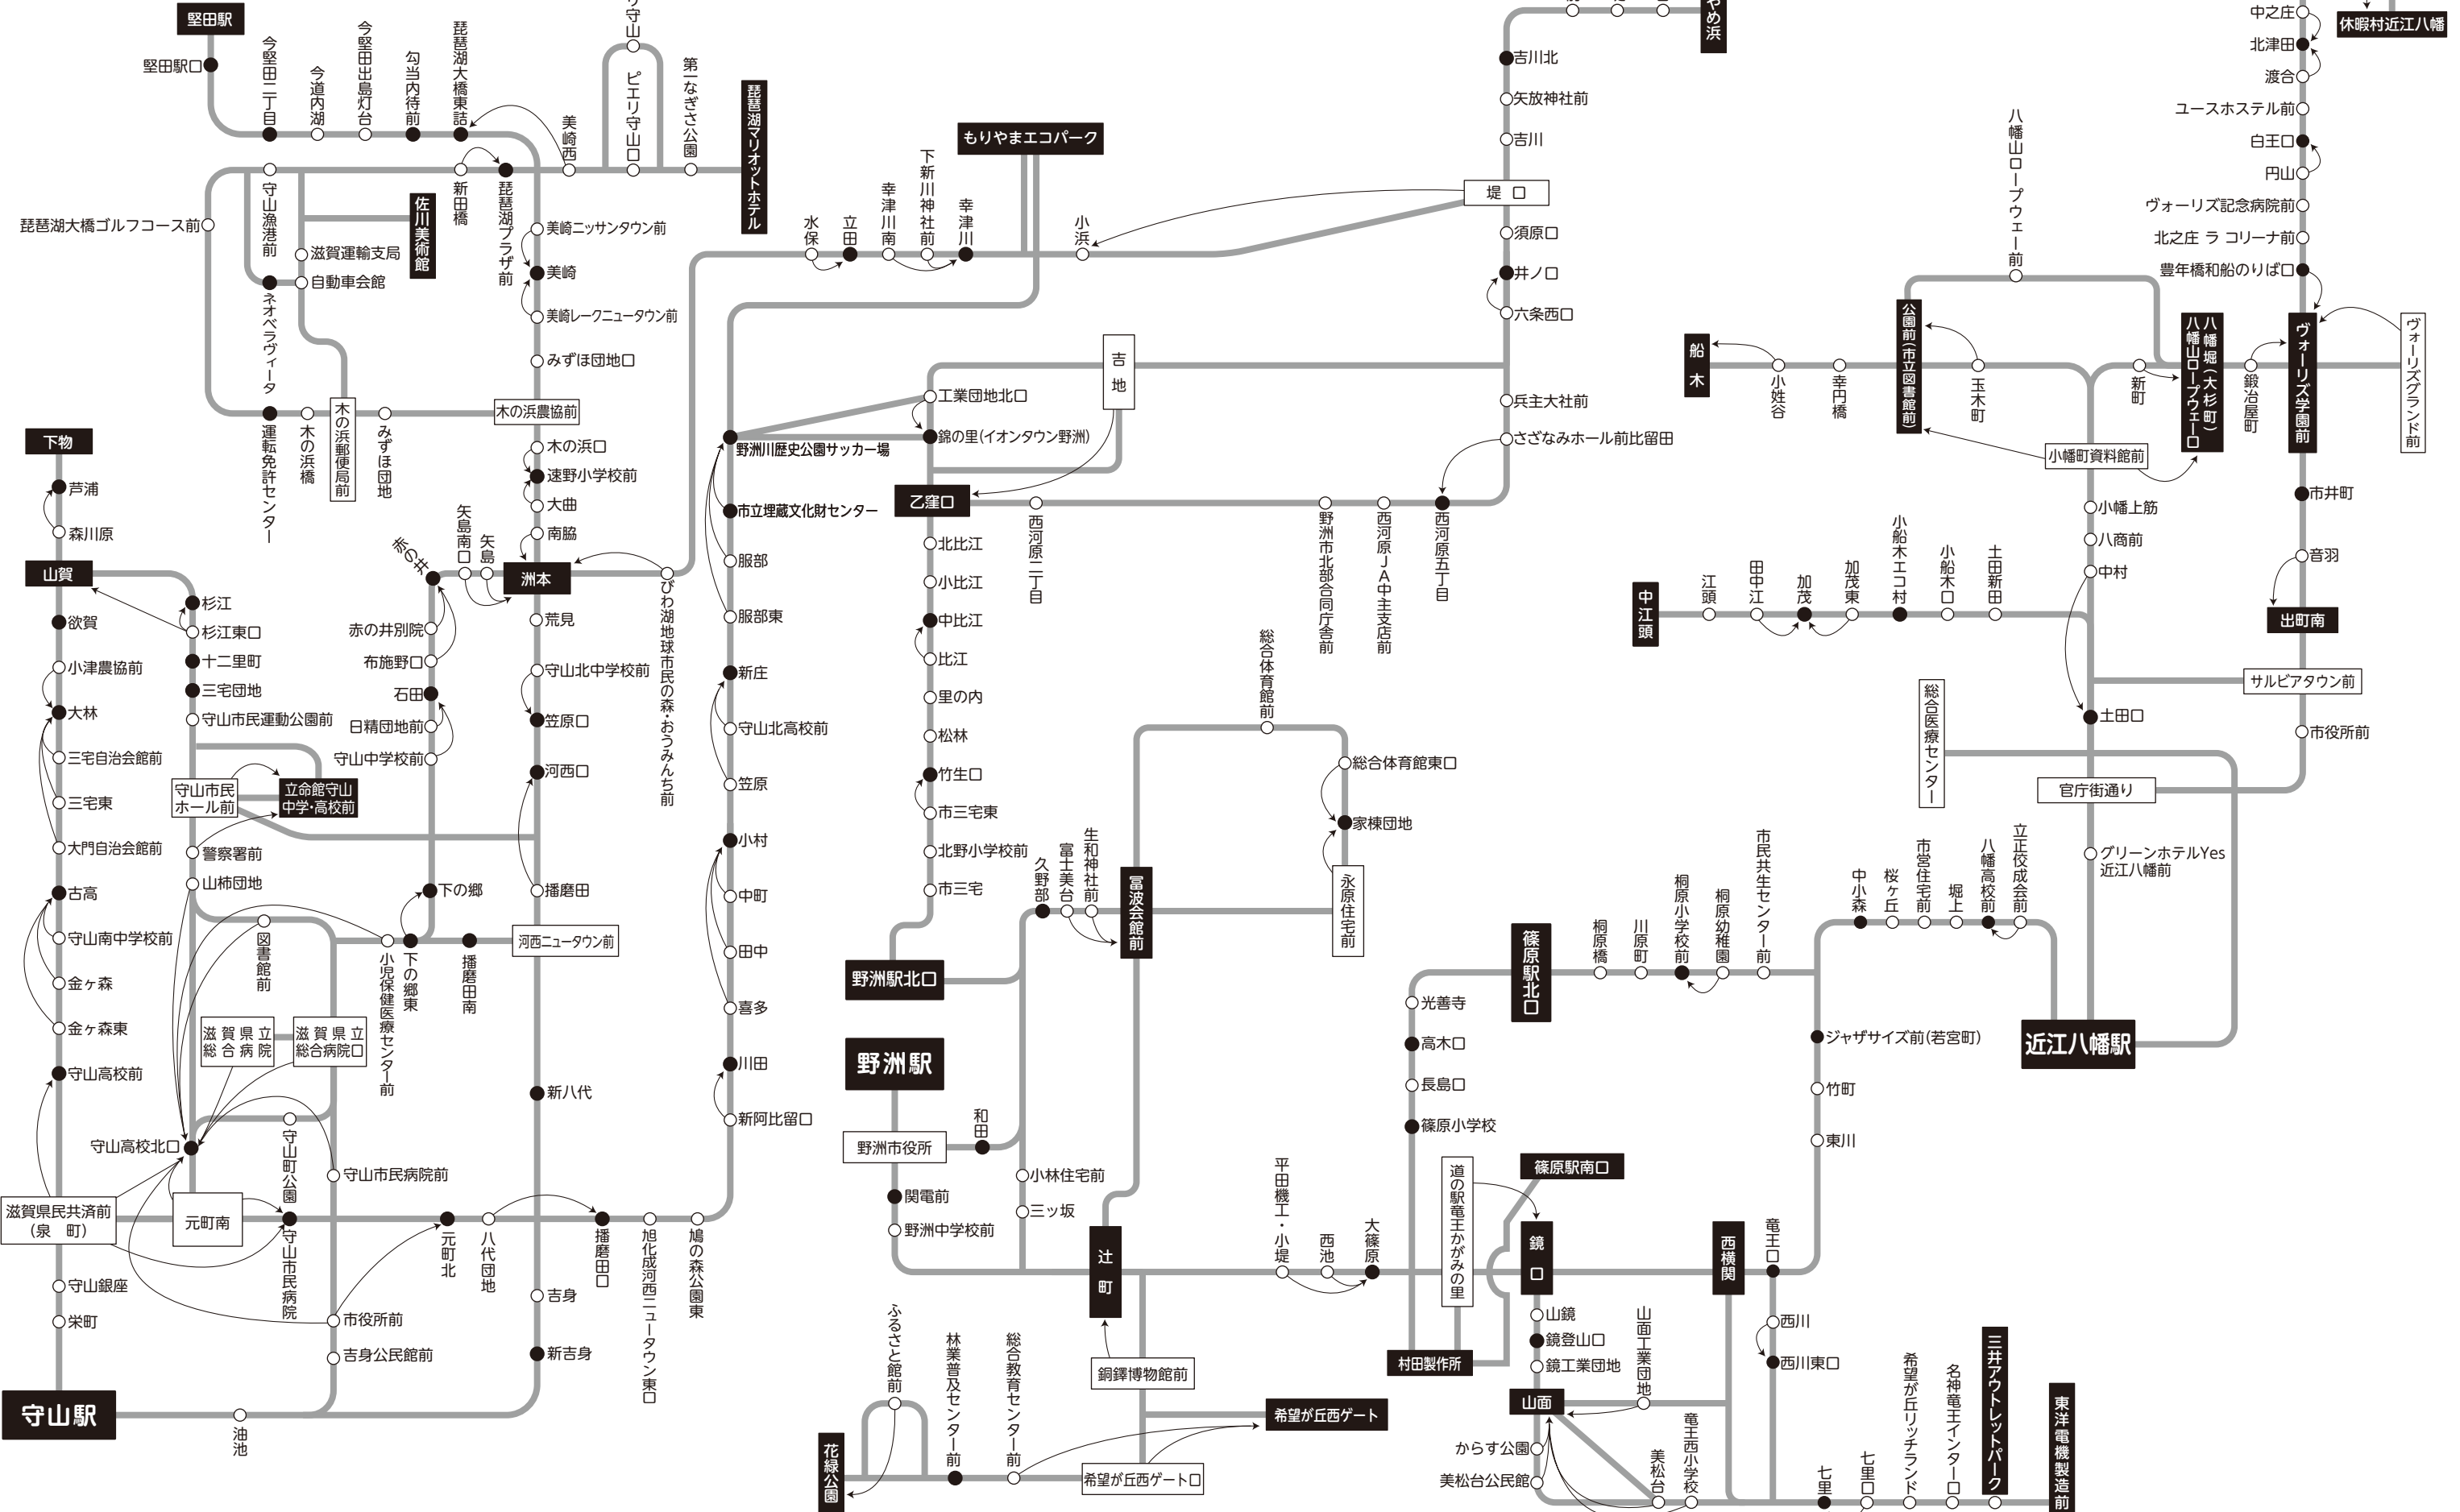 堅田駅
堅田駅口
今堅田二丁目
今道内湖
今堅田出島灯台
勾当内待前
琵琶湖大橋東詰
美崎西
守山
ピエリ守山口
第一なぎさ公園
琵琶湖マリオットホテル
守山漁港前
新田橋
琵琶湖プラザ前
佐川美術館
琵琶湖大橋ゴルフコース前
滋賀運輸支局
自動車会館
ネオベラヴィータ
美崎ニッサンタウン前
美崎
美崎レークニュータウン前
みずほ団地口
運転免許センター
木の浜橋
木の浜郵便局前
みずほ団地
木の浜農協前
木の浜口
速野小学校前
大曲
南脇
洲本
下物
芦浦
森川原
山賀
欲賀
小津農協前
大林
三宅自治会館前
三宅東
大門自治会館前
古高
守山南中学校前
金ヶ森
金ヶ森東
守山高校前
滋賀県民共済前
(泉 町)
守山銀座
栄町
守山駅
油池
杉江
杉江東口
十二里町
三宅団地
守山市民運動公園前
守山市民
ホール前
立命館守山
中学・高校前
警察署前
山柿団地
図書館前
滋賀県立
総合病院
滋賀県立
総合病院口
守山高校北口
守山町公園
守山市民病院前
元町南
守山市民病院
市役所前
吉身公民館前
赤の井
矢島南口
矢島
赤の井別院
布施野口
石田
日精団地前
守山中学校前
下の郷
小児保健医療センター前
下の郷東
播磨田南
河西ニュータウン前
荒見
守山北中学校前
笠原口
河西口
播磨田
新八代
吉身
新吉身
元町北
八代団地
播磨田口
旭化成河西ニュータウン東口
鳩の森公園東
びわ湖地球市民の森・おうみんち前
水保
立田
幸津川南
下新川神社前
幸津川
もりやまエコパーク
小浜
堤口
野洲川歴史公園サッカー場
市立埋蔵文化財センター
服部
服部東
新庄
守山北高校前
笠原
小村
中町
田中
喜多
川田
新阿比留口
やめ浜
吉川北
矢放神社前
吉川
須原口
井ノ口
六条西口
兵主大社前
さざなみホール前比留田
吉地
工業団地北口
錦の里(イオンタウン野洲)
乙窪口
西河原二丁目
野洲市北部合同庁舎前
西河原JA中主支店前
西河原五丁目
北比江
小比江
中比江
比江
里の内
松林
竹生口
市三宅東
北野小学校前
市三宅
野洲駅北口
野洲駅
野洲市役所
和田
関電前
野洲中学校前
久野部
富士美台
生和神社前
冨波会館前
総合体育館前
総合体育館東口
家棟団地
永原住宅前
小林住宅前
三ッ坂
辻町
銅鐸博物館前
希望が丘西ゲート
希望が丘西ゲート口
総合教育センター前
林業普及センター前
ふるさと館前
花緑公園
平田機工・小堤
西池
大篠原
道の駅竜王かがみの里
篠原駅南口
村田製作所
篠原駅北口
光善寺
高木口
長島口
篠原小学校
桐原橋
川原町
桐原小学校前
桐原幼稚園
市民共生センター前
鏡口
山鏡
鏡登山口
鏡工業団地
山面
からす公園
美松台公民館
山面工業団地
美松台
竜王西小学校
西横関
竜王口
西川
西川東口
七里
七里口
希望が丘リッチランド
名神竜王インター口
三井アウトレットパーク
東洋電機製造前
中小森
桜ヶ丘
市営住宅前
堀上
八幡高校前
立正佼成会前
ジャザサイズ前(若宮町)
竹町
東川
近江八幡駅
グリーンホテルYes
近江八幡前
官庁街通り
総合医療センター
サルビアタウン前
市役所前
出町南
音羽
市井町
土田口
中村
八商前
小幡上筋
小幡町資料館前
中江頭
江頭
田中江
加茂
加茂東
小船木エコ村
小船木口
土田新田
船木
小姓谷
幸円橋
公園前(市立図書館前)
玉木町
八幡山ロープウェー前
新町
八幡堀(大杉町)
八幡山ロープウェー口
鍛冶屋町
ヴォーリズ学園前
ヴォーリズグランド前
豊年橋和船のりば口
北之庄 ラ コリーナ前
ヴォーリズ記念病院前
円山
白王口
ユースホステル前
渡合
北津田
中之庄
休暇村近江八幡